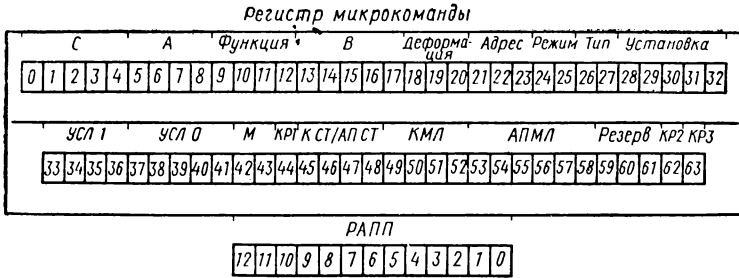 Регистр микрокоманды
С А Функция В Деформа- Адрес Режим Тип Установка
ция
0 1 2 3 4 5 6 7 8 9 10 11 12 13 14 15 16 17 18 19 20 21 22 23 24 25 26 27 28 29 30 31 32
УСЛ 1 УСЛ 0 М КР1 К СТ/АП СТ КМЛ АПМЛ Резерв КР2 КР3
33 34 35 36 37 38 39 40 41 42 43 44 45 46 47 48 49 50 51 52 53 54 55 56 57 58 59 60 61 62 63
РАПП
12 11 10 9 8 7 6 5 4 3 2 1 0